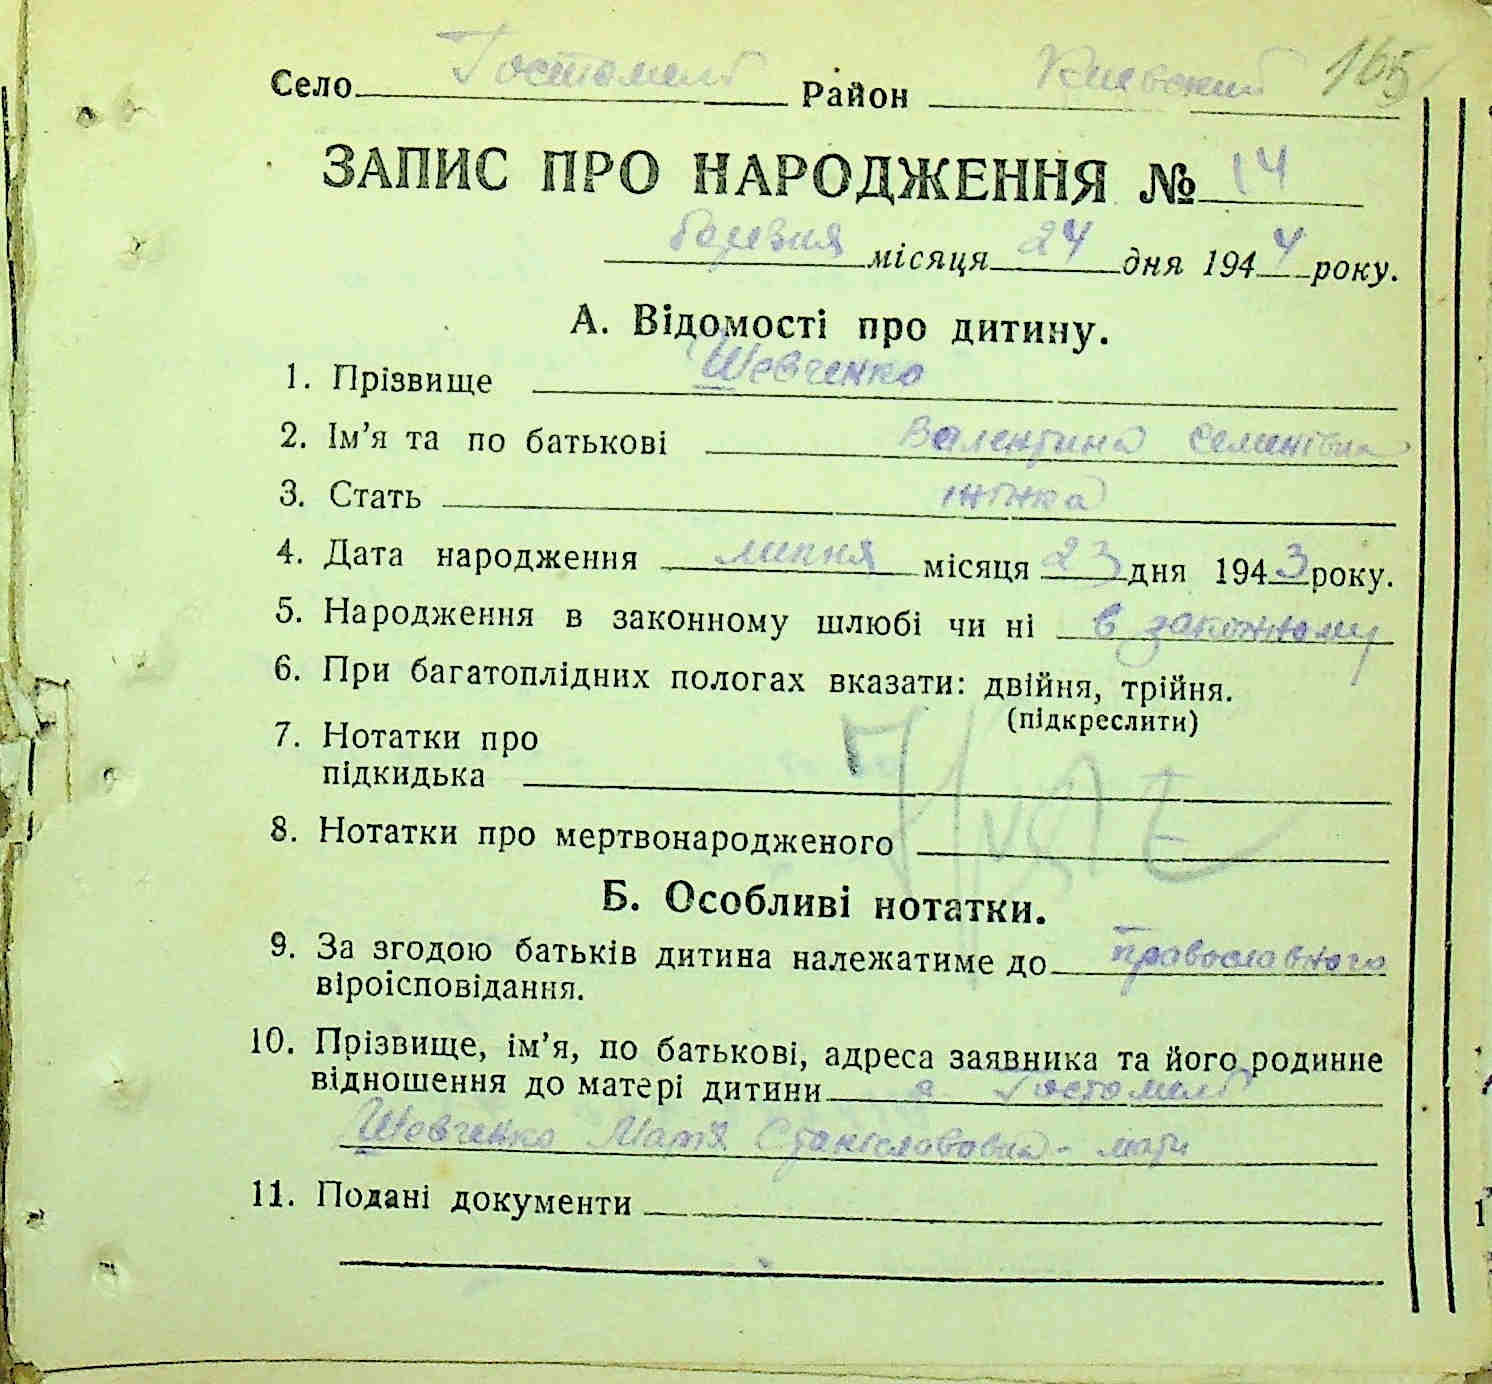 165
Село Гостомель Район Киевский
ЗАПИС ПРО НАРОДЖЕННЯ № 14
березня місяця 24 дня 1944 року.
А. Відомості про дитину.
1. Прізвище Шевченко
2. Ім'я та по батькові Валентина Семенівна
3. Стать жінка
4. Дата народження липня місяця 23 дня 1943 року.
5. Народження в законному шлюбі чи ні в законному
6. При багатоплідних пологах вказати: двійня, трійня.
(підкреслити)
7. Нотатки про
підкидька
8. Нотатки про мертвонародженого
Б. Особливі нотатки.
9. За згодою батьків дитина належатиме до православного
віроісповідання.
10. Прізвище, ім'я, по батькові, адреса заявника та його родинне
відношення до матері дитини Гостомель
Шевченко Марія Станіславовна - мати
11. Подані документи